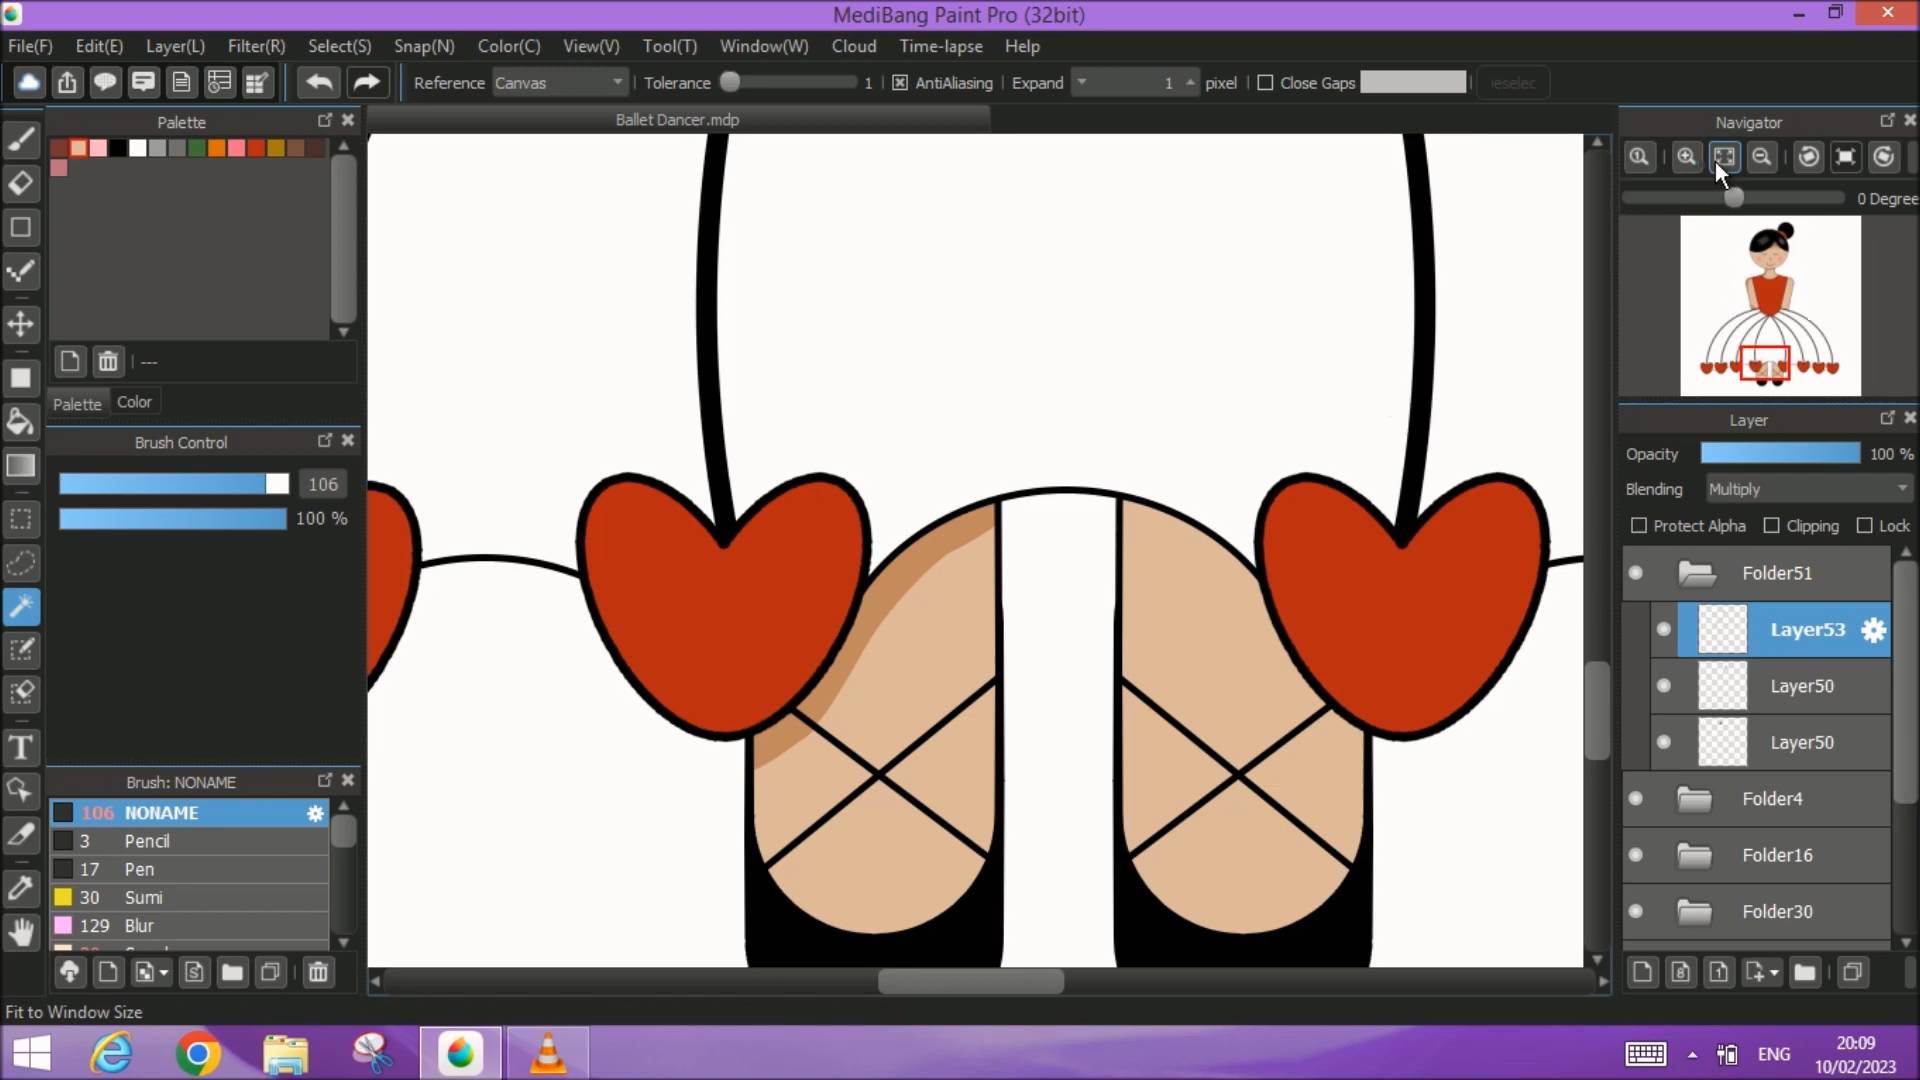 MediBang Paint Pro (32bit)
File(F) Edit(E) Layer(L) Filter(R) Select(S) Snap(N) Color(C) View(V) Tool(T) Window(W) Cloud Time-lapse Help
Reference Canvas Tolerance 1 AntiAliasing Expand 1 pixel Close Gaps
Palette
Ballet Dancer.mdp
Navigator
0 Degree
---
Palette Color
Brush Control
106
100 %
Layer
Opacity 100 %
Blending Multiply
Protect Alpha Clipping Lock
Folder51
Layer53
Layer50
Layer50
Folder4
Folder16
Folder30
Brush: NONAME
106 NONAME
3 Pencil
17 Pen
30 Sumi
129 Blur
Fit to Window Size
ENG
20:09
10/02/2023